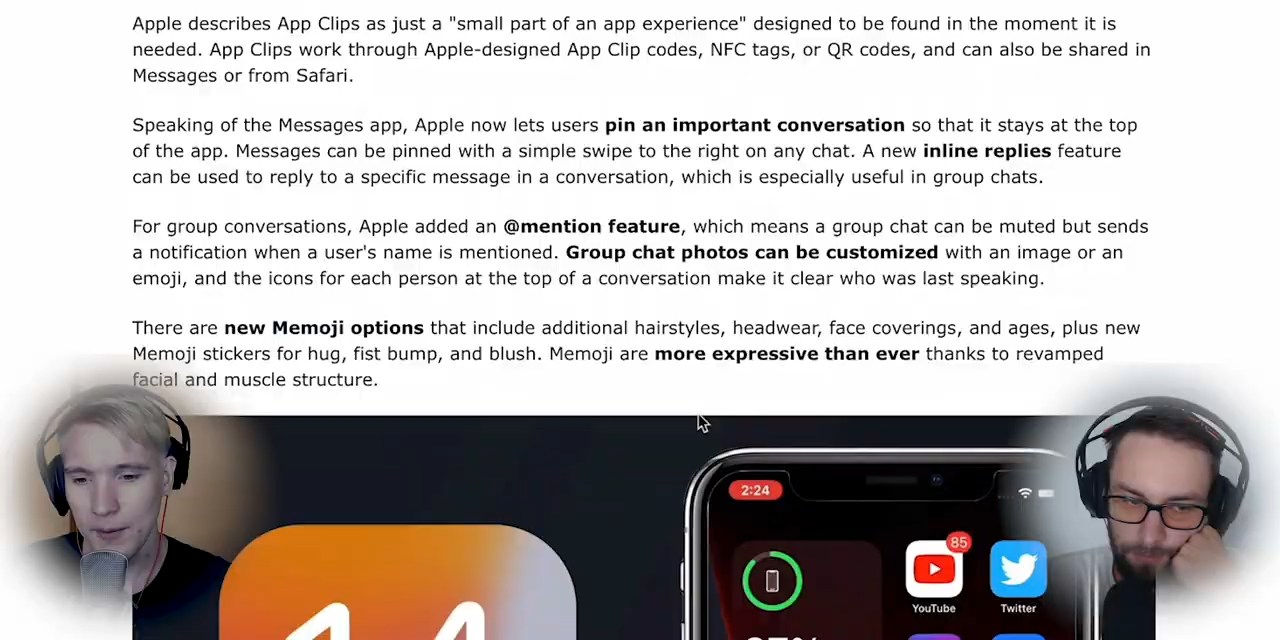 Apple describes App Clips as just a "small part of an app experience" designed to be found in the moment it is
needed. App Clips work through Apple-designed App Clip codes, NFC tags, or QR codes, and can also be shared in
Messages or from Safari.
Speaking of the Messages app, Apple now lets users pin an important conversation so that it stays at the top
of the app. Messages can be pinned with a simple swipe to the right on any chat. A new inline replies feature
can be used to reply to a specific message in a conversation, which is especially useful in group chats.
For group conversations, Apple added an @mention feature, which means a group chat can be muted but sends
a notification when a user's name is mentioned. Group chat photos can be customized with an image or an
emoji, and the icons for each person at the top of a conversation make it clear who was last speaking.
There are new Memoji options that include additional hairstyles, headwear, face coverings, and ages, plus new
Memoji stickers for hug, fist bump, and blush. Memoji are more expressive than ever thanks to revamped
facial and muscle structure.
2:24
85
YouTube
Twitter
14